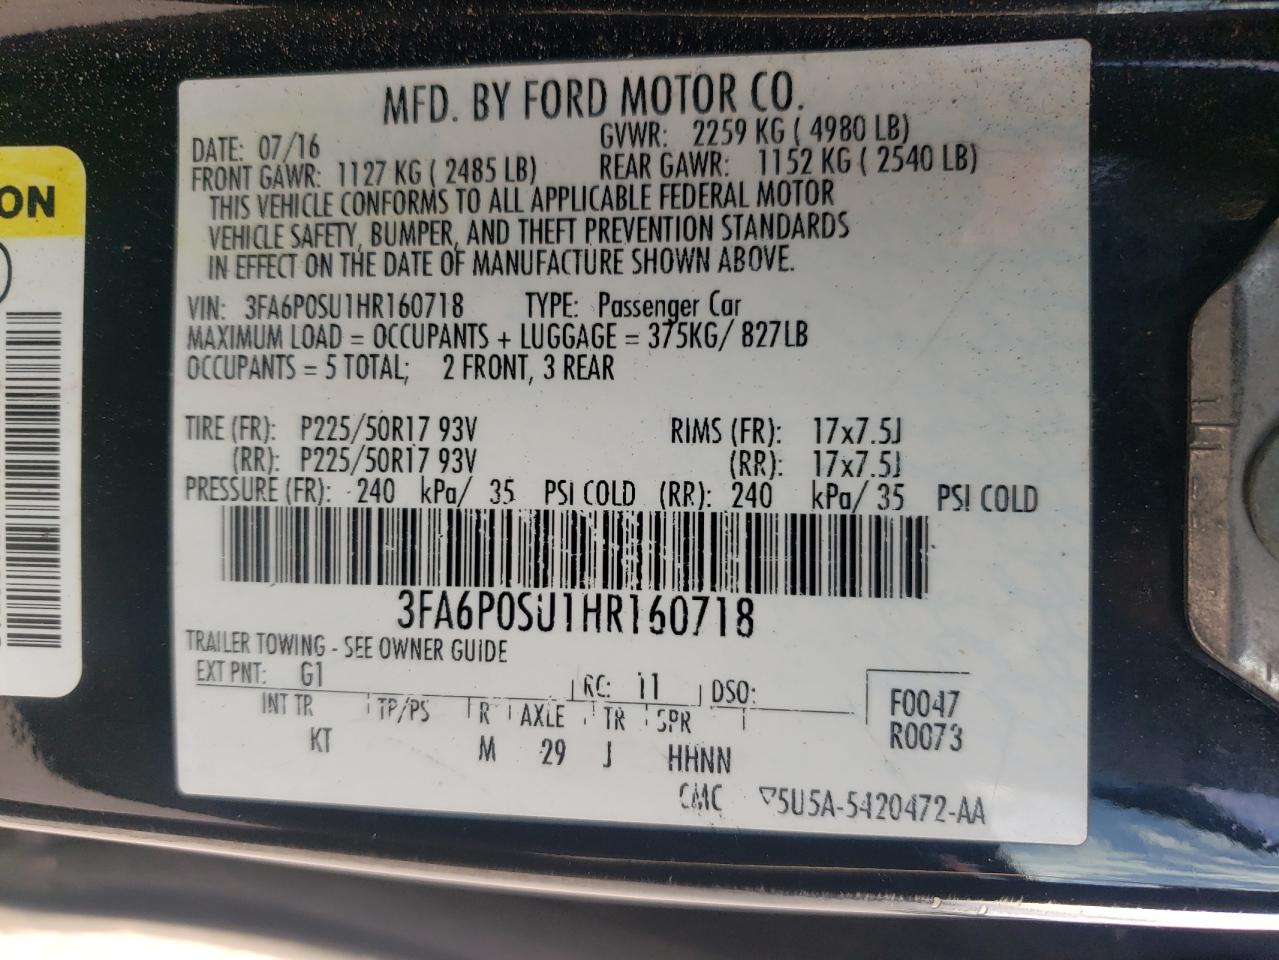 ON
MFD. BY FORD MOTOR CO.
DATE: 07/16 GVWR: 2259 KG ( 4980 LB)
FRONT GAWR: 1127 KG ( 2485 LB) REAR GAWR: 1152 KG ( 2540 LB)
THIS VEHICLE CONFORMS TO ALL APPLICABLE FEDERAL MOTOR
VEHICLE SAFETY, BUMPER, AND THEFT PREVENTION STANDARDS
IN EFFECT ON THE DATE OF MANUFACTURE SHOWN ABOVE.
VIN: 3FA6P0SU1HR160718 TYPE: Passenger Car
MAXIMUM LOAD = OCCUPANTS + LUGGAGE = 375KG/ 827LB
OCCUPANTS = 5 TOTAL; 2 FRONT, 3 REAR
TIRE (FR): P225/50R17 93V RIMS (FR): 17x7.5J
(RR): P225/50R17 93V (RR): 17x7.5J
PRESSURE (FR): 240 kPa/ 35 PSI COLD (RR): 240 kPa/ 35 PSI COLD
3FA6P0SU1HR160718
TRAILER TOWING - SEE OWNER GUIDE
EXT PNT: G1 RC: 11 DSO: F0047
INT TR TP/PS R AXLE TR SPR R0073
KT M 29 J HHNN
CMC 5U5A-5420472-AA